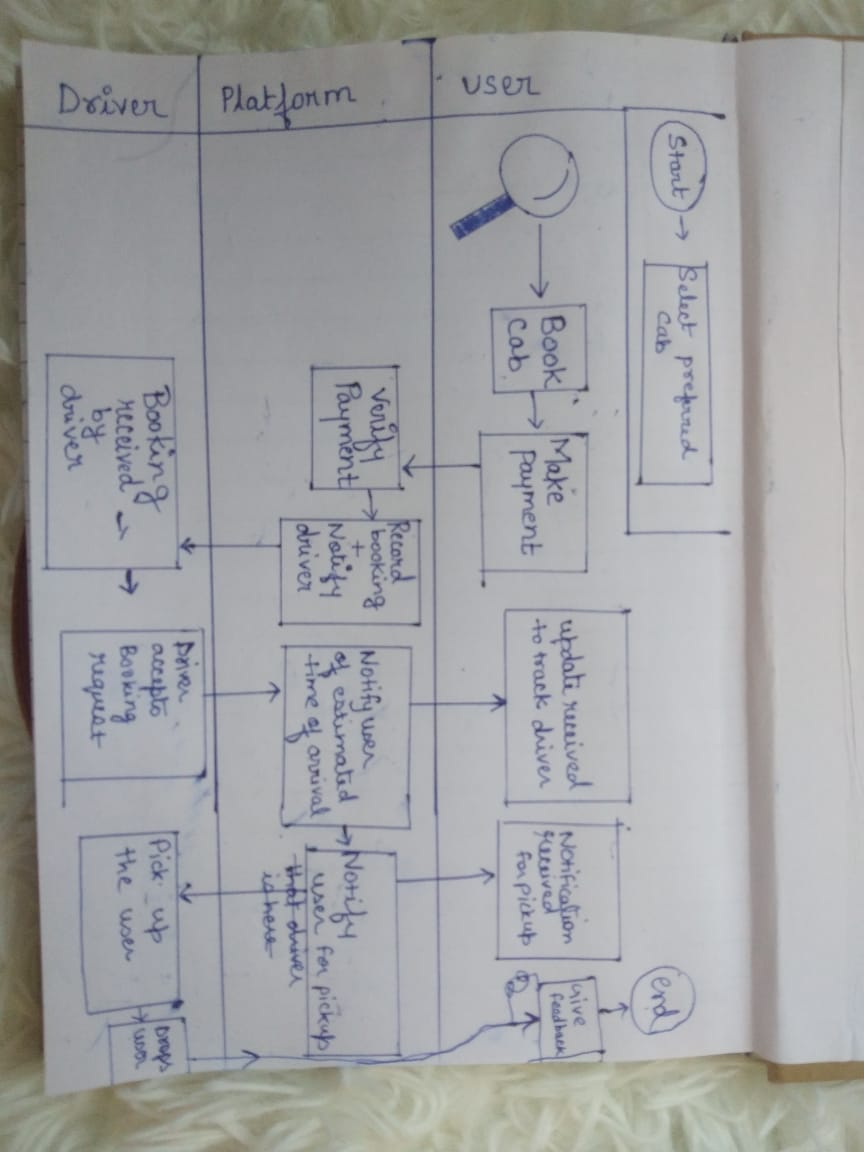 Start
Select preferred
cab
end
User
Book
cab
Make
payment
update received
to track driver
Notification
received
for pickup
Give
feedback
Platform
Verify
Payment
Record
booking
+
Notify
driver
Notify user
of estimated
time of arrival
Notify
user for pickup
that driver
is here
Driver
Booking
received
by
driver
Driver
accepts
Booking
request
Pick up
the user
Drops
user